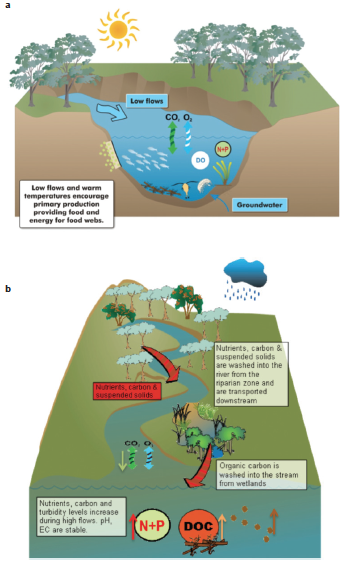 a
Low flows
CO₂ O₂
N+P
DO
Low flows and warm
temperatures encourage
primary production
providing food and
energy for food webs.
Groundwater
b
Nutrients, carbon &
suspended solids
are washed into the
river from the
riparian zone and
are transported
downstream
Nutrients, carbon &
suspended solids
CO₂ O₂
Organic carbon is
washed into the stream
from wetlands
Nutrients, carbon and
turbidity levels increase
during high flows. pH,
EC are stable.
N+P
DOC